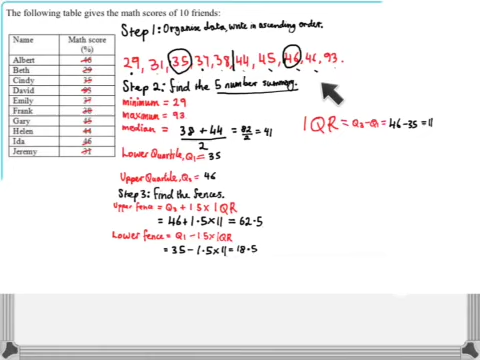 The following table gives the math scores of 10 friends:
Name Math score (%)
Albert 46
Beth 29
Cindy 35
David 93
Emily 37
Frank 38
Gary 45
Helen 44
Ida 46
Jeremy 31
Step 1: Organise data, write in ascending order.
29, 31, 35, 37, 38, 44, 45, 46, 46, 93.
Step 2: Find the 5 number summary.
minimum = 29
maximum = 93
median = 38 + 44 / 2 = 82/2 = 41
IQR = Q3 - Q1 = 46 - 35 = 11
Lower Quartile, Q1 = 35
Upper Quartile, Q3 = 46
Step 3: Find the fences.
Upper fence = Q3 + 1.5 x IQR
= 46 + 1.5 x 11 = 62.5
Lower fence = Q1 - 1.5 x IQR
= 35 - 1.5 x 11 = 18.5